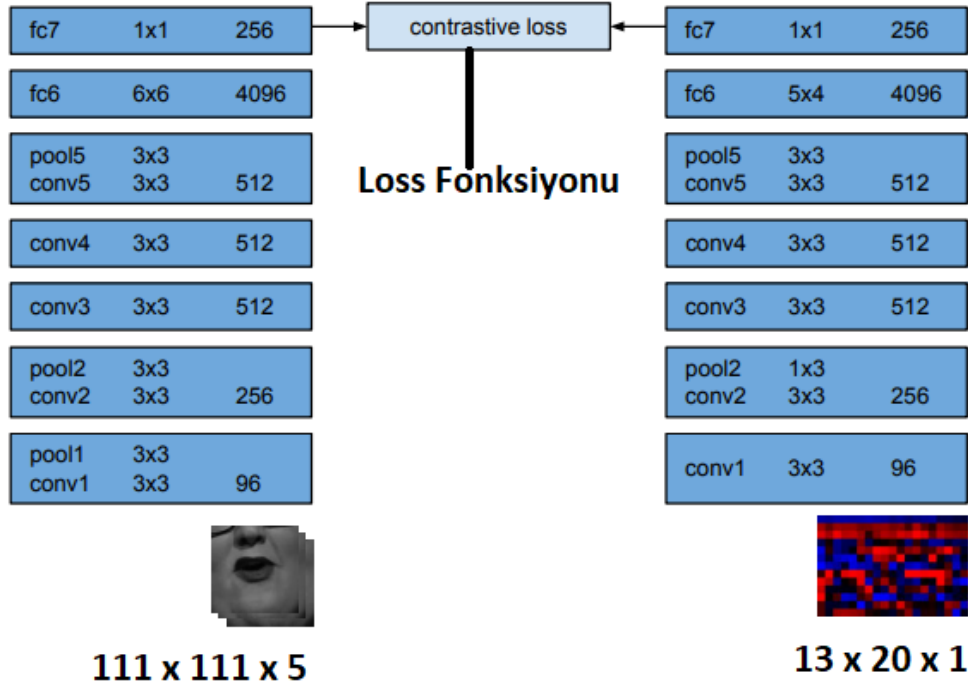 fc7 1x1 256
contrastive loss
fc7 1x1 256
fc6 6x6 4096
fc6 5x4 4096
pool5 3x3
conv5 3x3 512
Loss Fonksiyonu
pool5 3x3
conv5 3x3 512
conv4 3x3 512
conv4 3x3 512
conv3 3x3 512
conv3 3x3 512
pool2 3x3
conv2 3x3 256
pool2 1x3
conv2 3x3 256
pool1 3x3
conv1 3x3 96
conv1 3x3 96
111 x 111 x 5
13 x 20 x 1